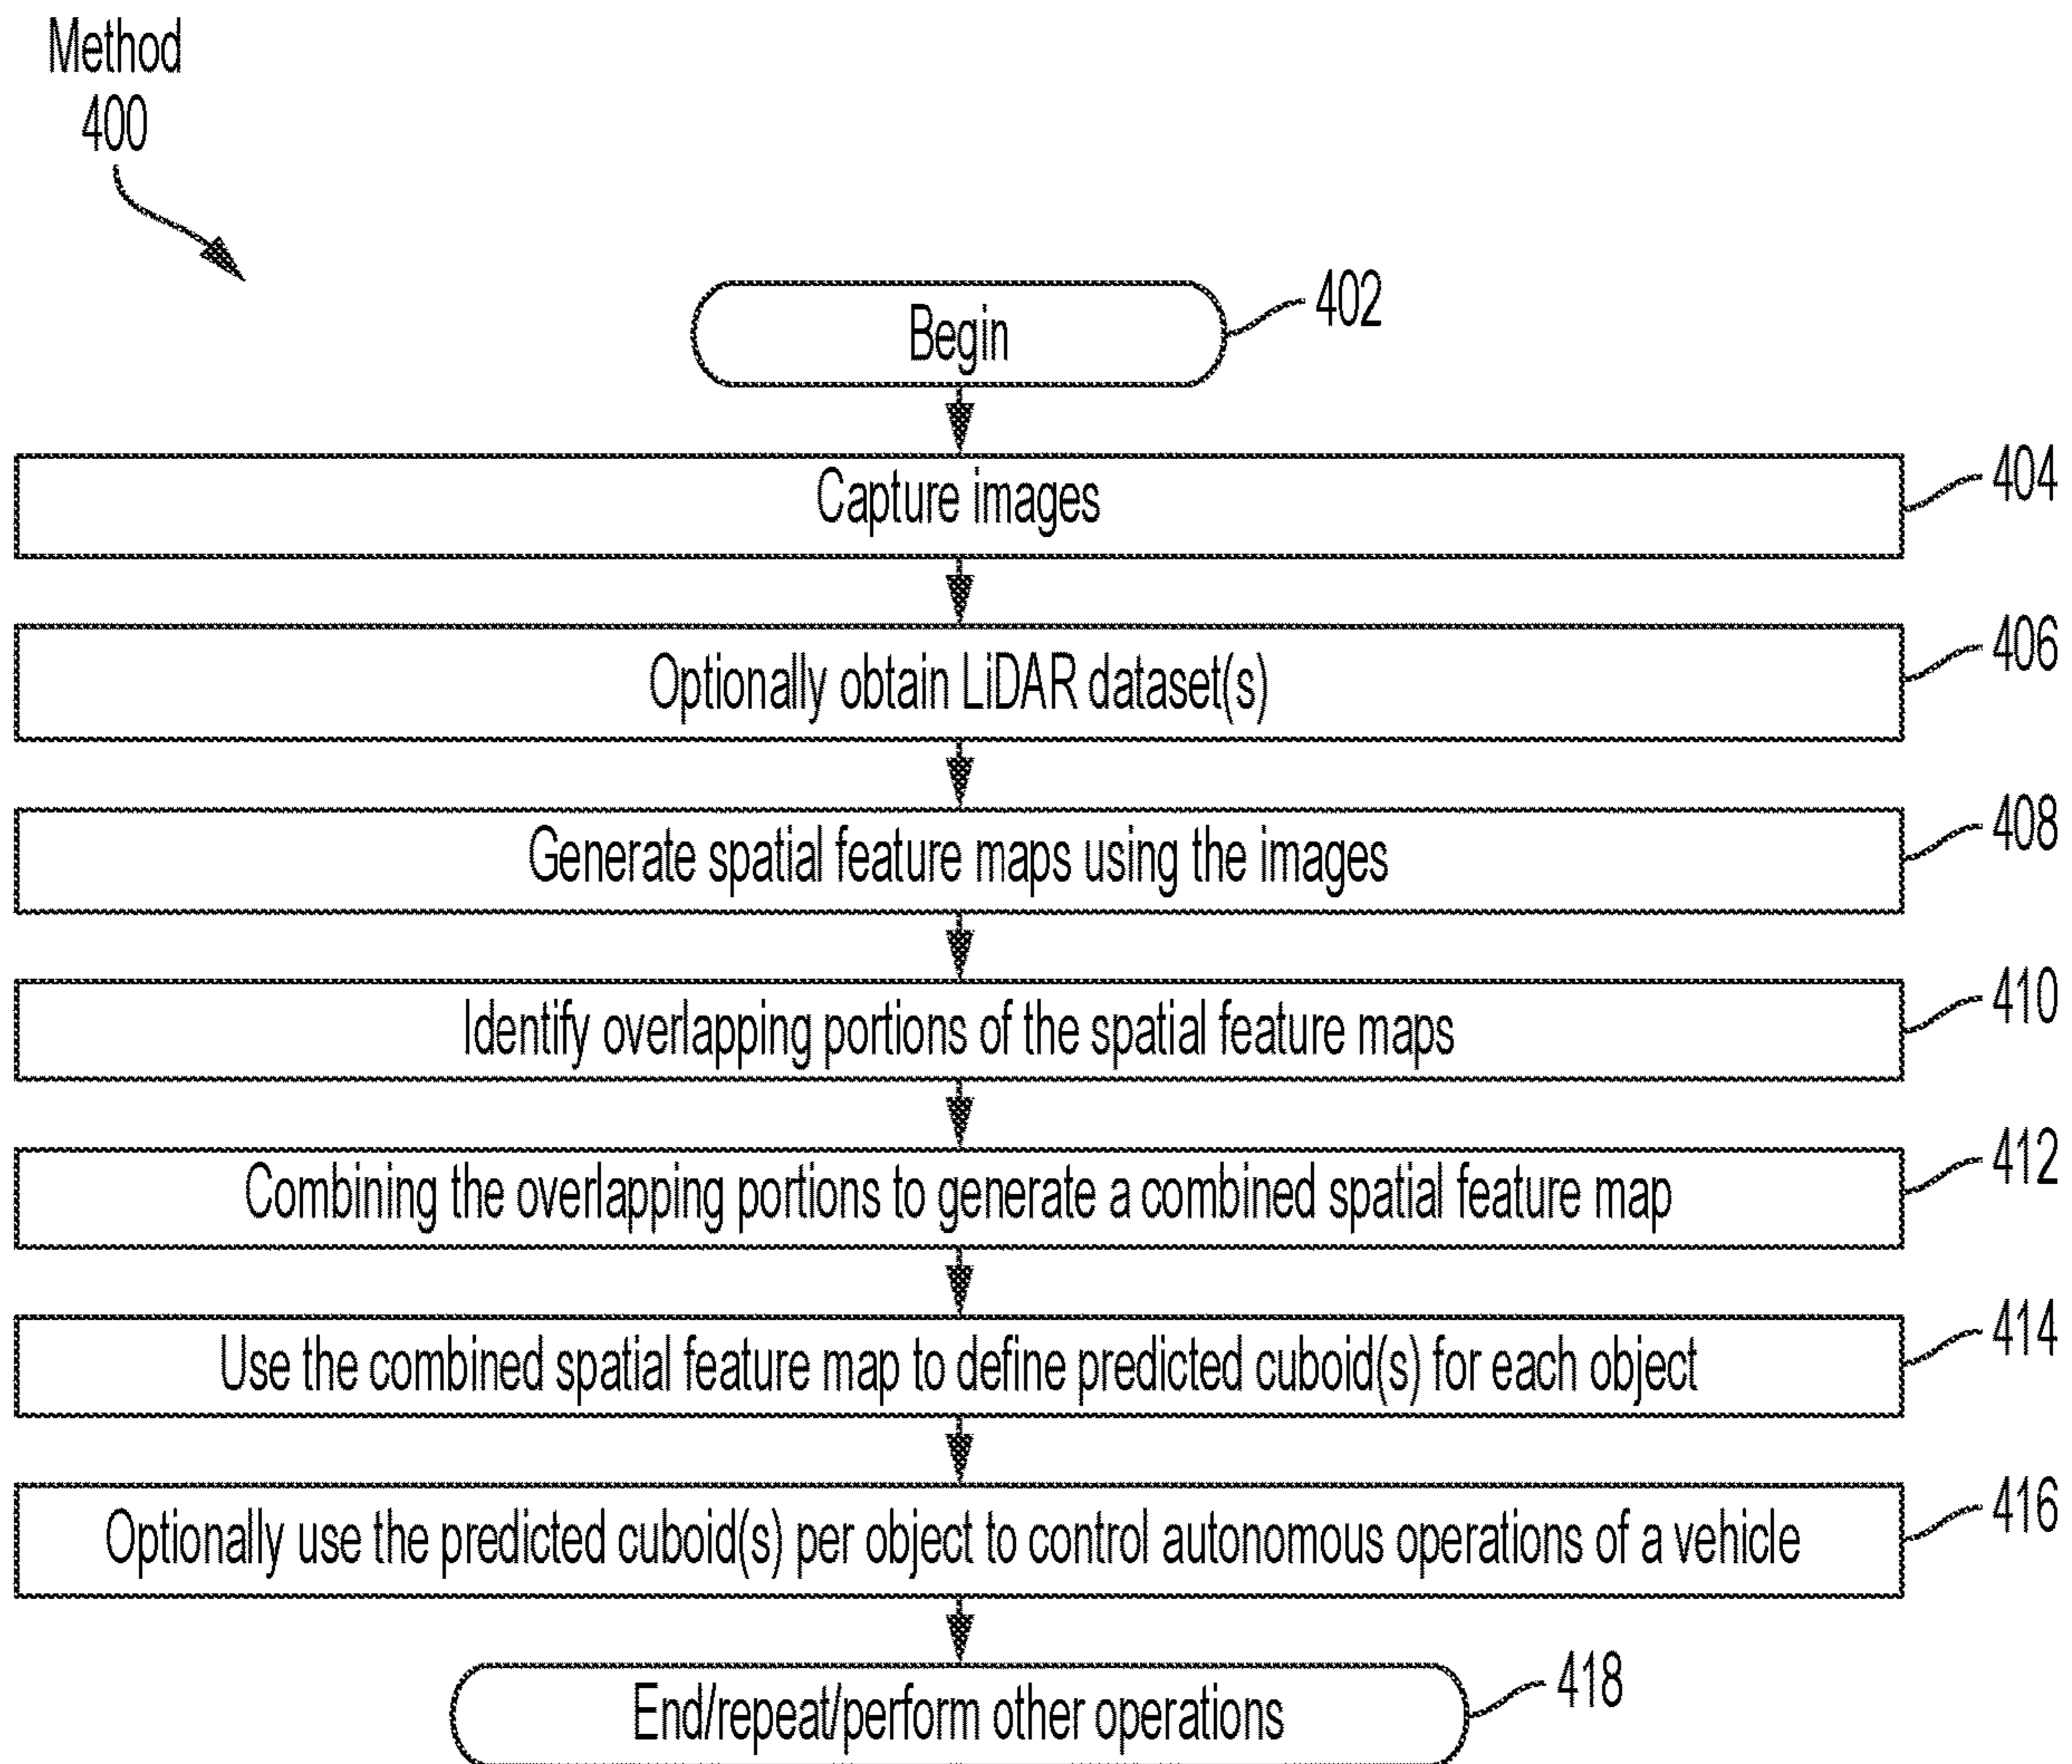 Method
400
Begin
402
Capture images
404
Optionally obtain LiDAR dataset(s)
406
Generate spatial feature maps using the images
408
Identify overlapping portions of the spatial feature maps
410
Combining the overlapping portions to generate a combined spatial feature map
412
Use the combined spatial feature map to define predicted cuboid(s) for each object
414
Optionally use the predicted cuboid(s) per object to control autonomous operations of a vehicle
416
End/repeat/perform other operations
418